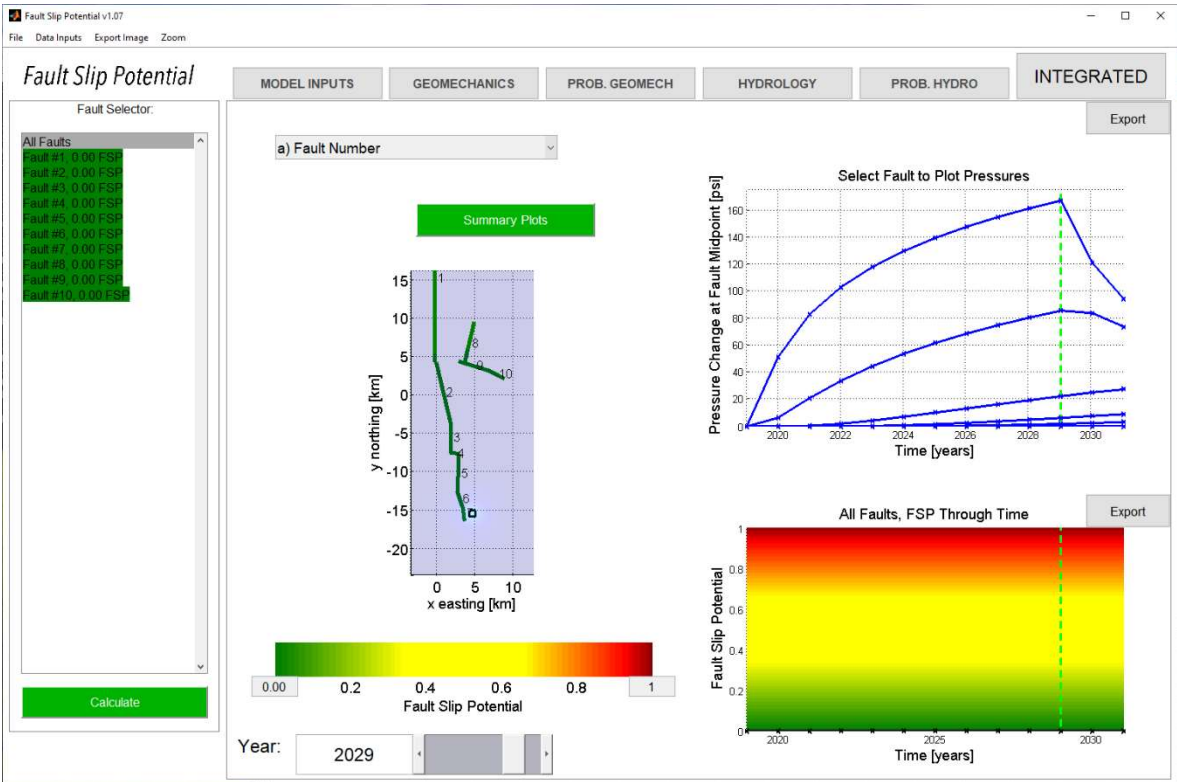 Fault Slip Potential v1.07
File Data Inputs Export Image Zoom
Fault Slip Potential
MODEL INPUTS GEOMECHANICS PROB. GEOMECH HYDROLOGY PROB. HYDRO INTEGRATED
Fault Selector:
All Faults
Fault #1, 0.00 FSP
Fault #2, 0.00 FSP
Fault #3, 0.00 FSP
Fault #4, 0.00 FSP
Fault #5, 0.00 FSP
Fault #6, 0.00 FSP
Fault #7, 0.00 FSP
Fault #8, 0.00 FSP
Fault #9, 0.00 FSP
Fault #10, 0.00 FSP
Calculate
a) Fault Number
Summary Plots
y northing [km]
15
10
5
0
-5
-10
-15
-20
1
2
3
4
5
6
8
9
10
0 5 10
x easting [km]
0.00 0.2 0.4 0.6 0.8 1
Fault Slip Potential
Year: 2029
Export
Select Fault to Plot Pressures
Pressure Change at Fault Midpoint [psi]
160
140
120
100
80
60
40
20
0
2020 2022 2024 2026 2028 2030
Time [years]
Export
All Faults, FSP Through Time
Fault Slip Potential
1
0.8
0.6
0.4
0.2
0
2020 2025 2030
Time [years]